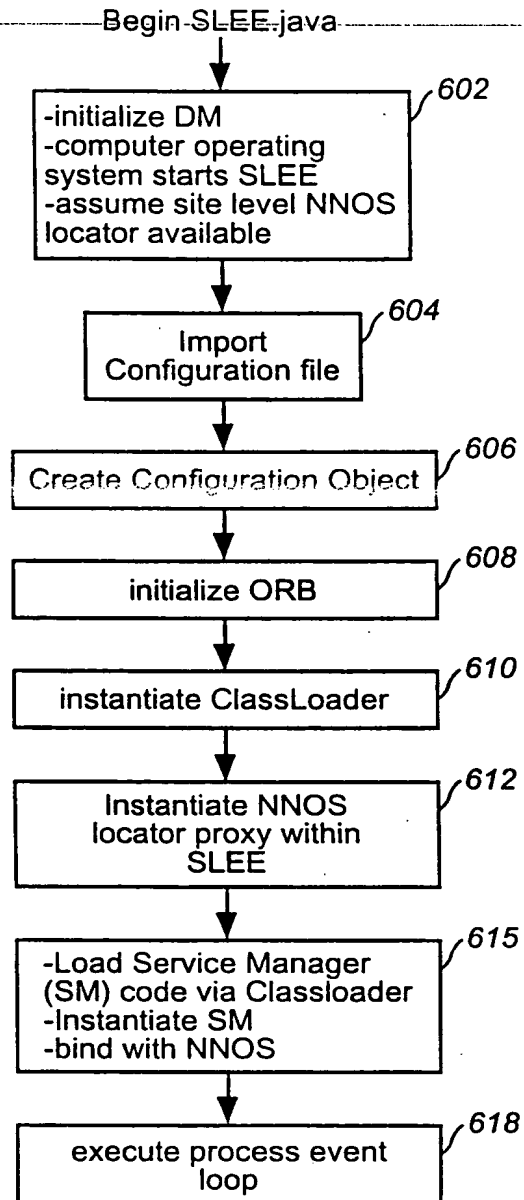 Begin SLEE.java
602
-initialize DM
-computer operating
system starts SLEE
-assume site level NNOS
locator available
604
Import
Configuration file
606
Create Configuration Object
608
initialize ORB
610
instantiate ClassLoader
612
Instantiate NNOS
locator proxy within
SLEE
615
-Load Service Manager
(SM) code via Classloader
-Instantiate SM
-bind with NNOS
618
execute process event
loop